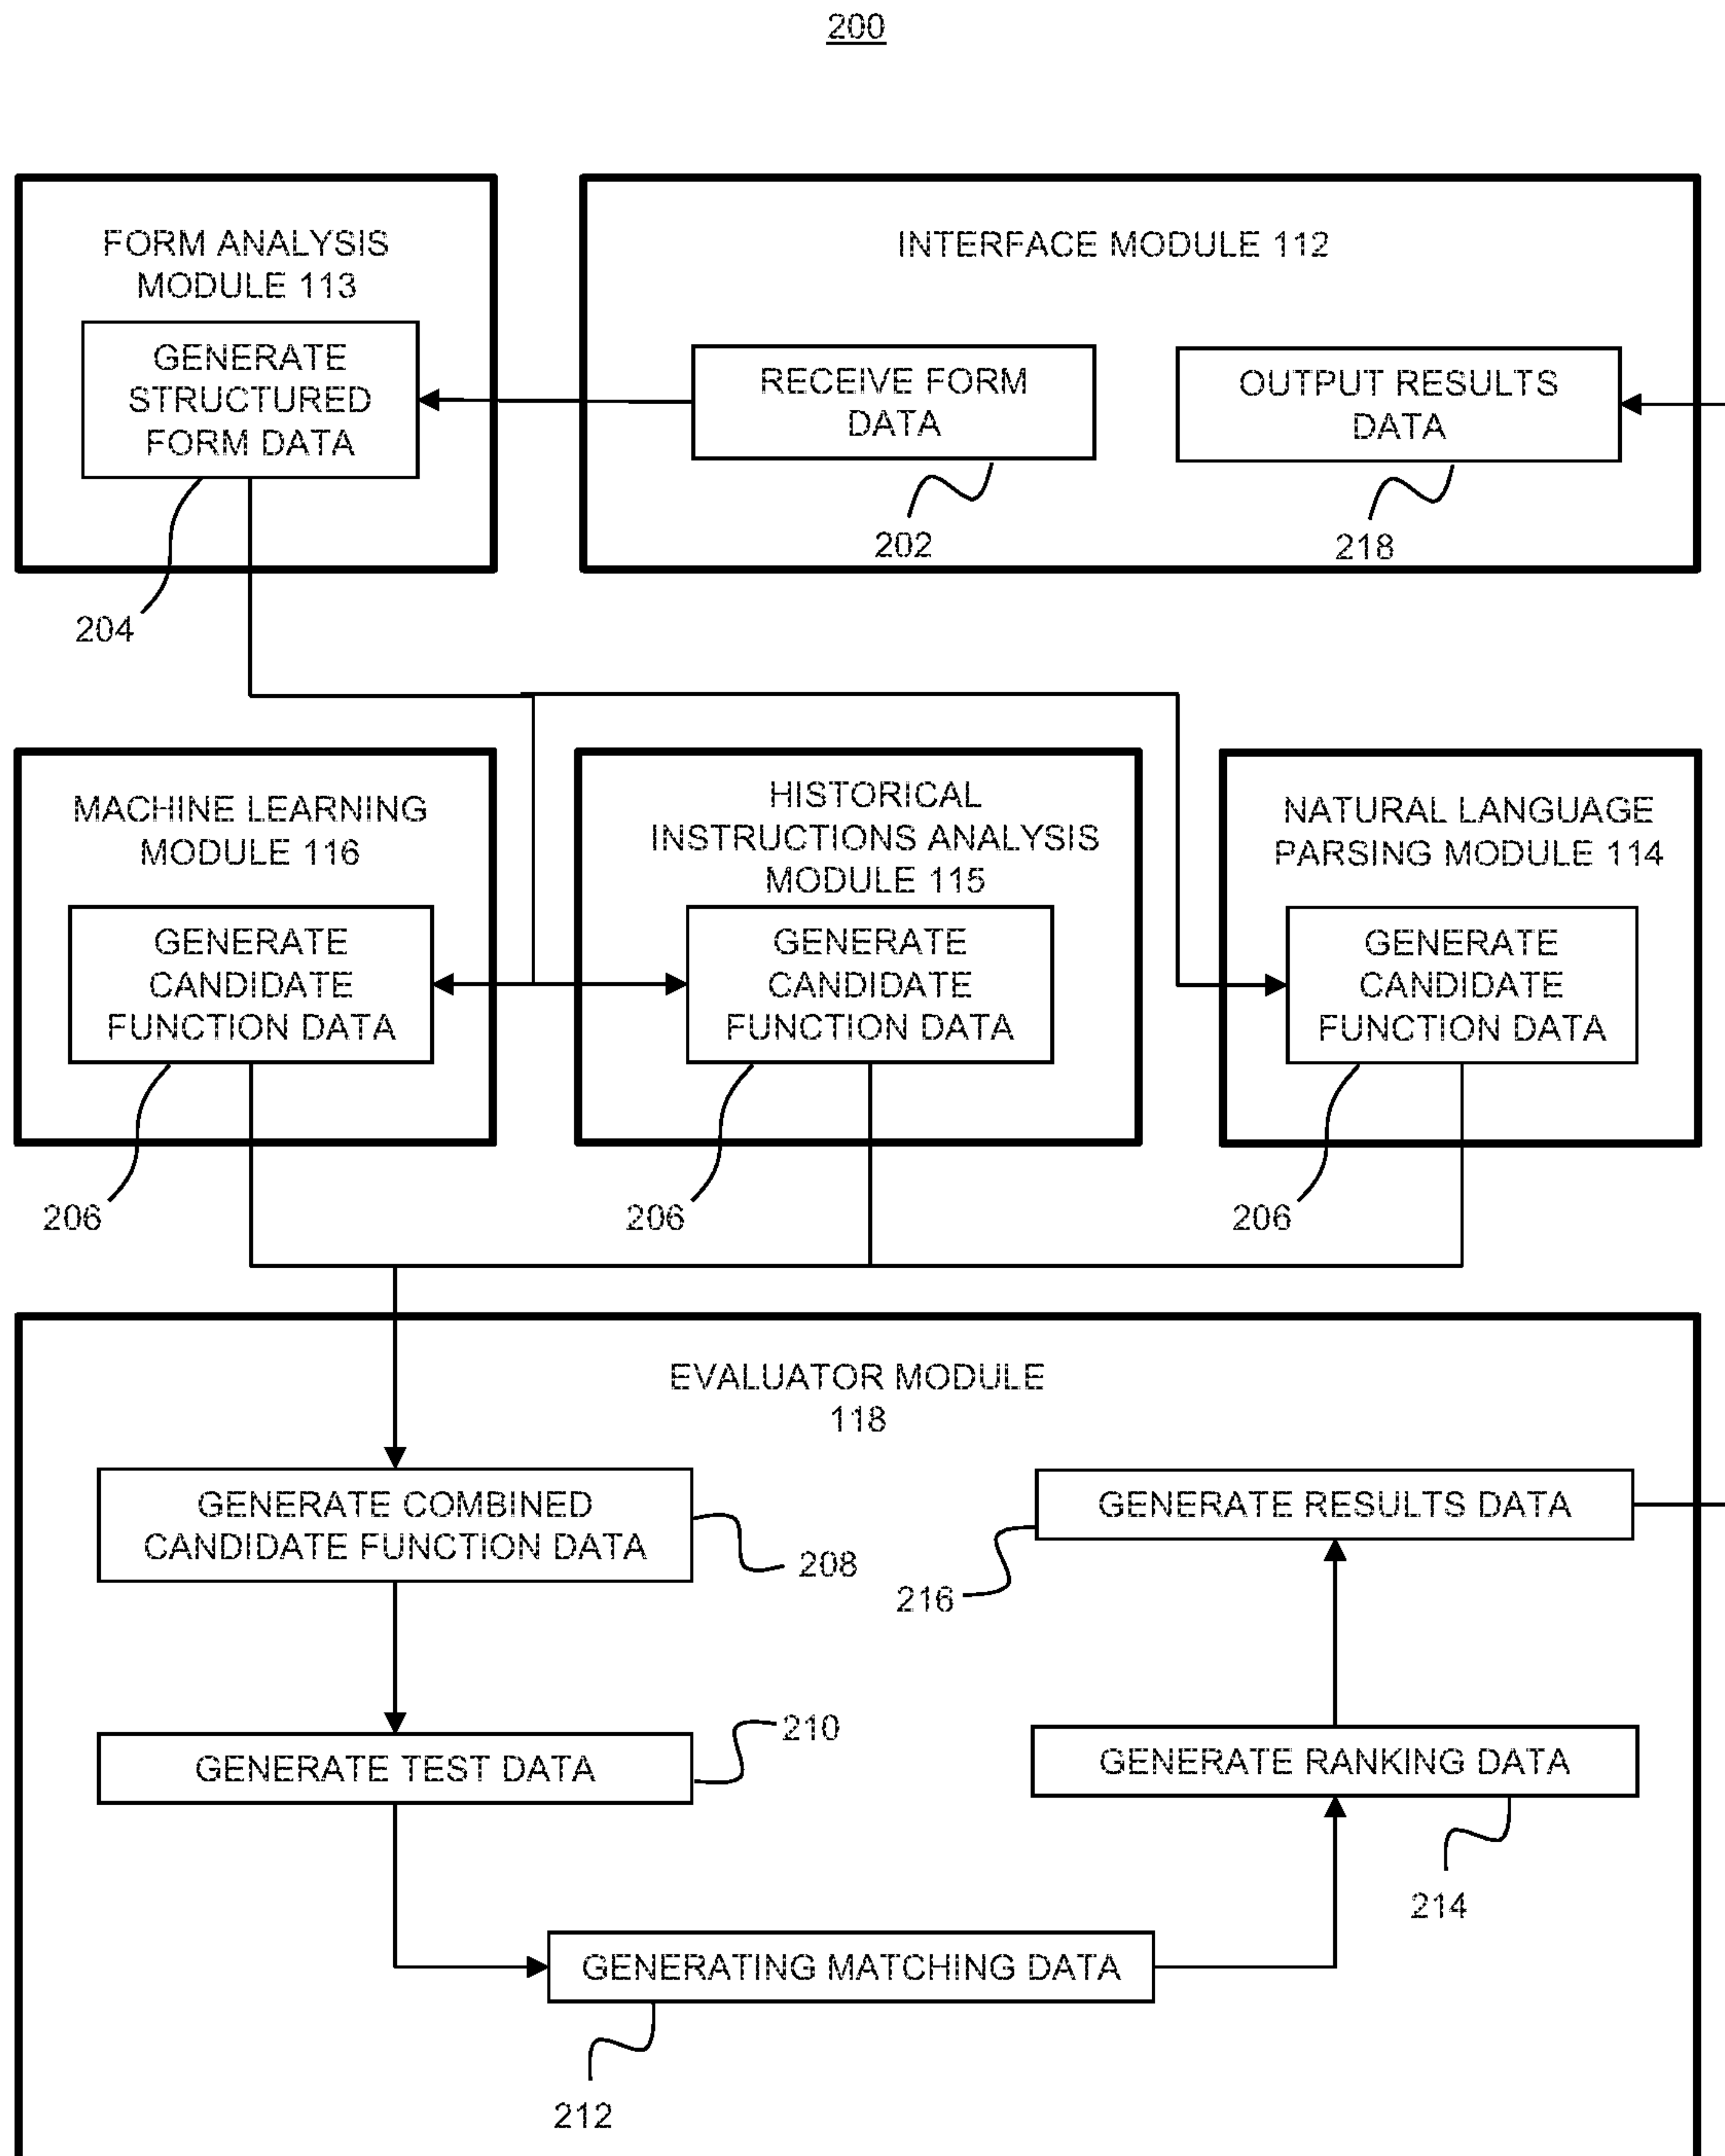 200
FORM ANALYSIS
MODULE 113
GENERATE
STRUCTURED
FORM DATA
204
INTERFACE MODULE 112
RECEIVE FORM
DATA
202
OUTPUT RESULTS
DATA
218
MACHINE LEARNING
MODULE 116
GENERATE
CANDIDATE
FUNCTION DATA
206
HISTORICAL
INSTRUCTIONS ANALYSIS
MODULE 115
GENERATE
CANDIDATE
FUNCTION DATA
206
NATURAL LANGUAGE
PARSING MODULE 114
GENERATE
CANDIDATE
FUNCTION DATA
206
EVALUATOR MODULE
118
GENERATE COMBINED
CANDIDATE FUNCTION DATA
208
GENERATE RESULTS DATA
216
GENERATE TEST DATA
210
GENERATE RANKING DATA
214
GENERATING MATCHING DATA
212